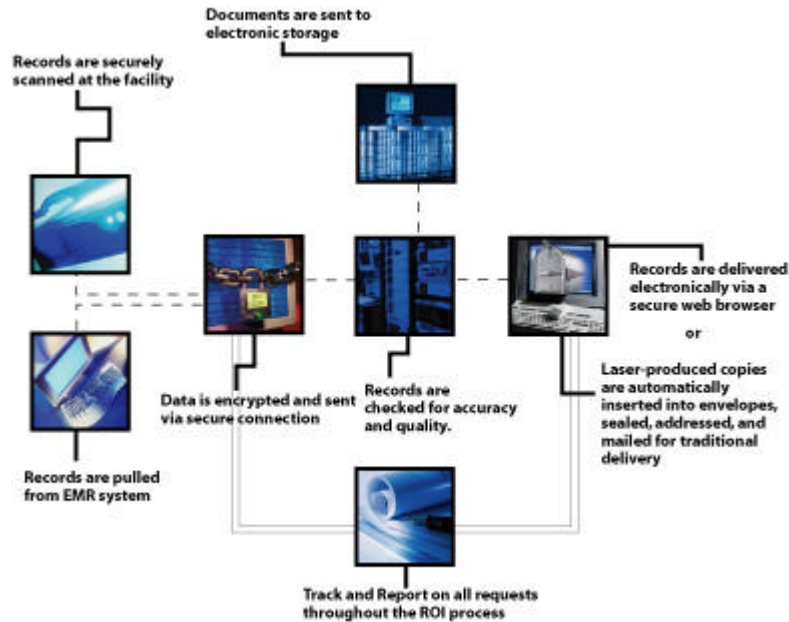 Documents are sent to
electronic storage
Records are securely
scanned at the facility
Records are delivered
electronically via a
secure web browser
or
Laser-produced copies
are automatically
inserted into envelopes,
sealed, addressed, and
mailed for traditional
delivery
Data is encrypted and sent
via secure connection
Records are
checked for accuracy
and quality.
Records are pulled
from EMR system
Track and Report on all requests
throughout the ROI process